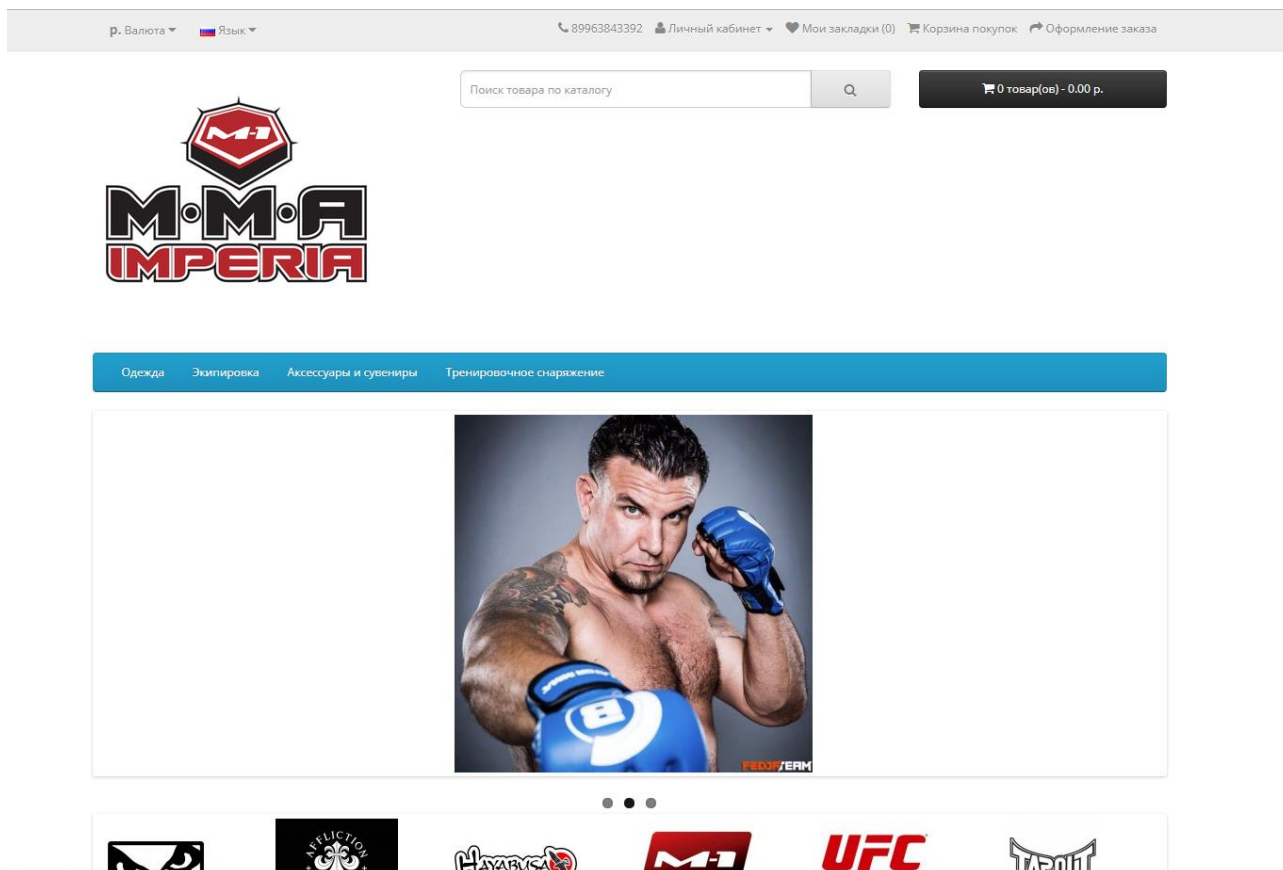 р. Валюта Язык 89963843392 Личный кабинет Мои закладки (0) Корзина покупок Оформление заказа
Поиск товара по каталогу 0 товар(ов) - 0.00 р.
M-1
M·M·A
IMPERIA
Одежда Экипировка Аксессуары и сувениры Тренировочное снаряжение
B
FEDORTEAM
AFFLICTION HAYABUSA M-1 UFC TAPOUT